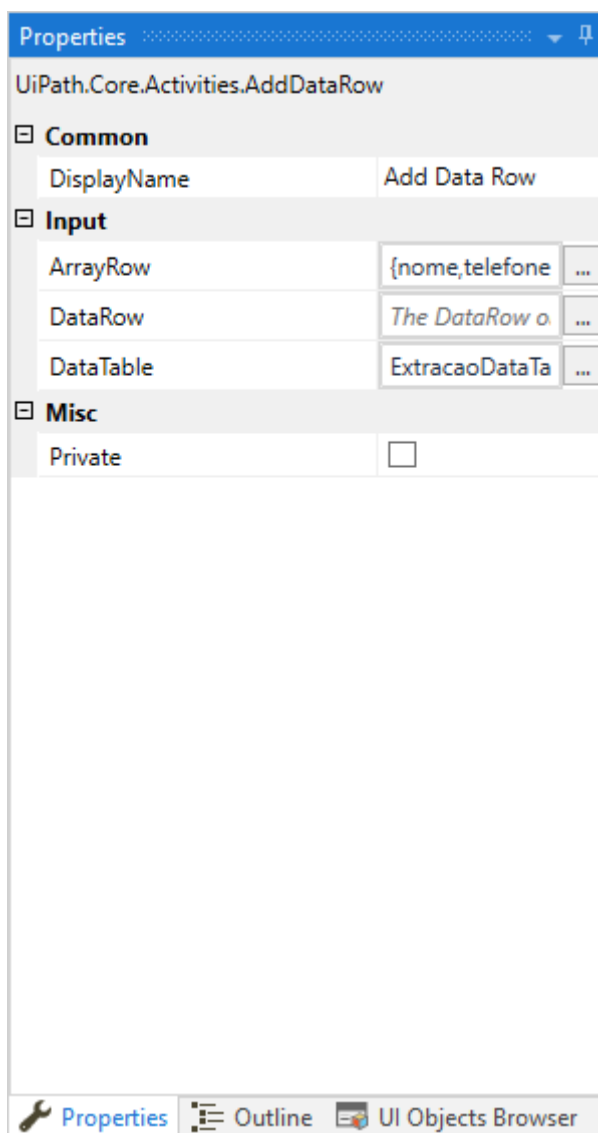 Properties
UiPath.Core.Activities.AddDataRow
Common
DisplayName Add Data Row
Input
ArrayRow {nome,telefone ...
DataRow The DataRow o. ...
DataTable ExtracaoDataTa ...
Misc
Private
Properties Outline UI Objects Browser